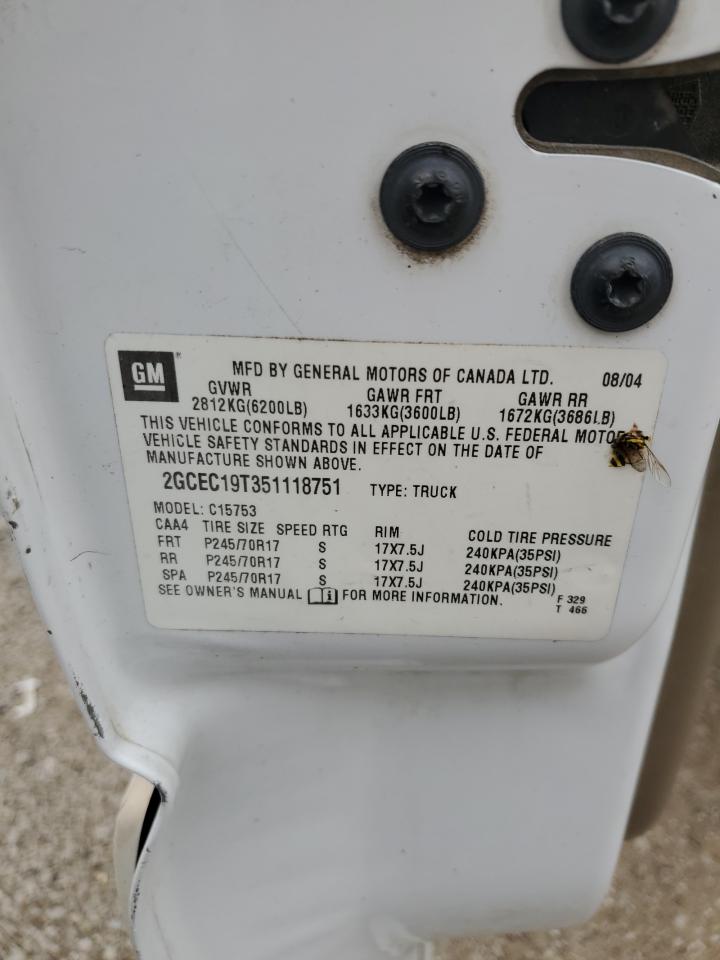 GM ® MFD BY GENERAL MOTORS OF CANADA LTD. 08/04
GVWR GAWR FRT GAWR RR
2812KG(6200LB) 1633KG(3600LB) 1672KG(3686LB)
THIS VEHICLE CONFORMS TO ALL APPLICABLE U.S. FEDERAL MOTOR
VEHICLE SAFETY STANDARDS IN EFFECT ON THE DATE OF
MANUFACTURE SHOWN ABOVE.
2GCEC19T351118751 TYPE: TRUCK
MODEL: C15753
CAA4 TIRE SIZE SPEED RTG RIM COLD TIRE PRESSURE
FRT P245/70R17 S 17X7.5J 240KPA(35PSI)
RR P245/70R17 S 17X7.5J 240KPA(35PSI)
SPA P245/70R17 S 17X7.5J 240KPA(35PSI)
SEE OWNER'S MANUAL i FOR MORE INFORMATION. F 329
T 466